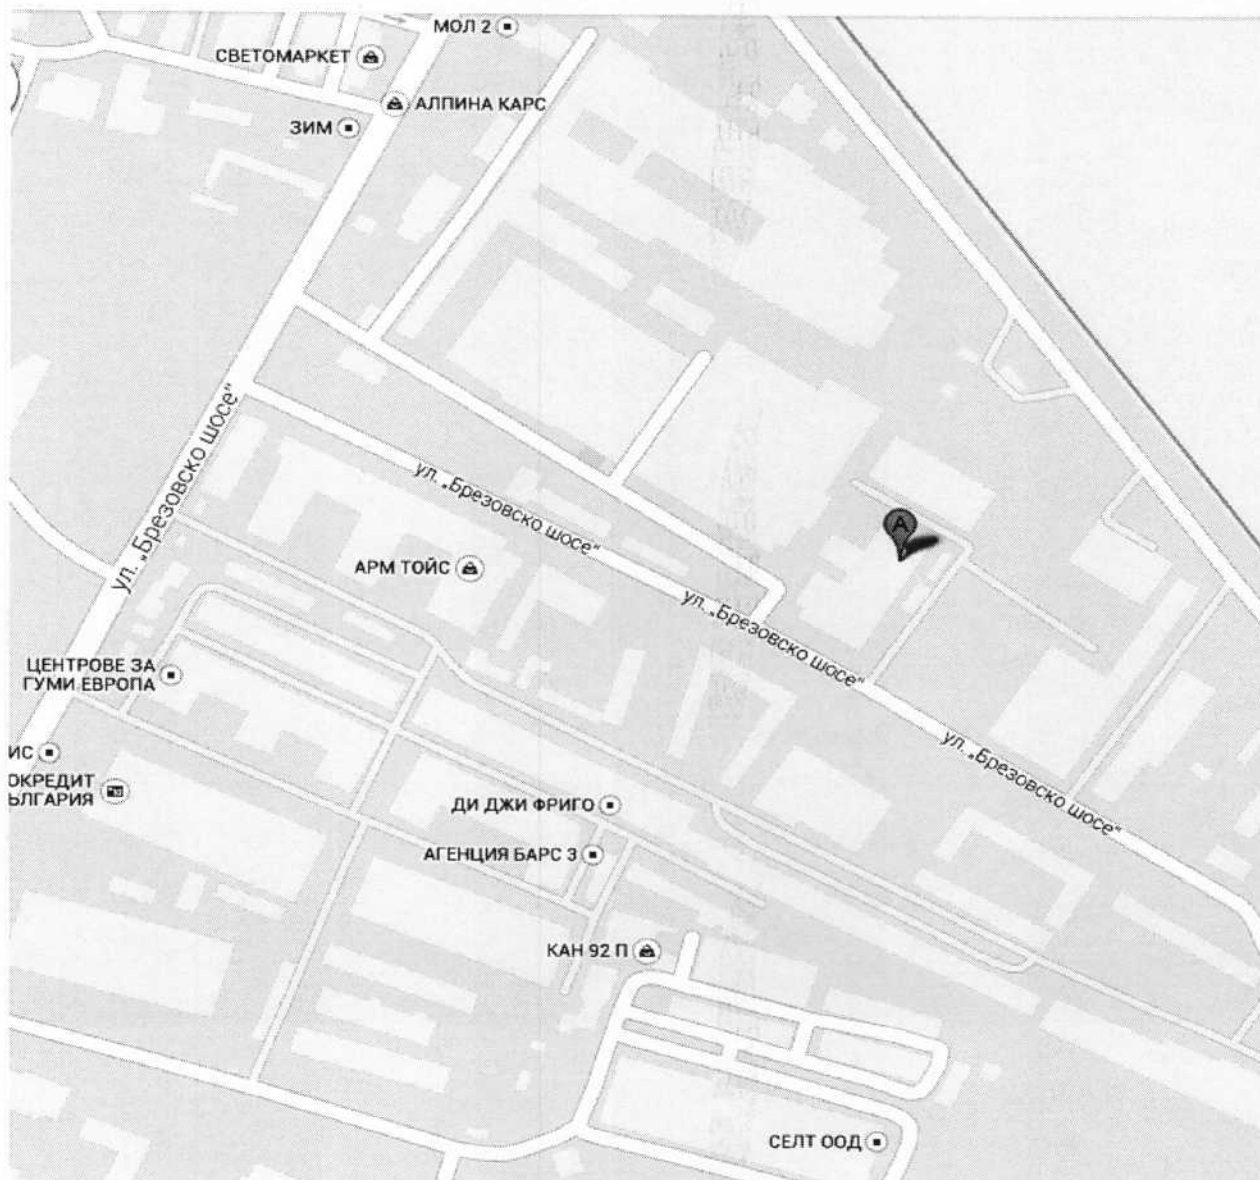 МОЛ 2
СВЕТОМАРКЕТ
АЛПИНА КАРС
ЗИМ
ул. „Брезовско шосе“
ул. „Брезовско шосе“
A
АРМ ТОЙС
ул. „Брезовско шосе“
ЦЕНТРОВЕ ЗА
ГУМИ ЕВРОПА
ул. „Брезовско шосе“
ИС
ОКРЕДИТ
ЪЛГАРИЯ
ДИ ДЖИ ФРИГО
АГЕНЦИЯ БАРС 3
КАН 92 П
СЕЛТ ООД